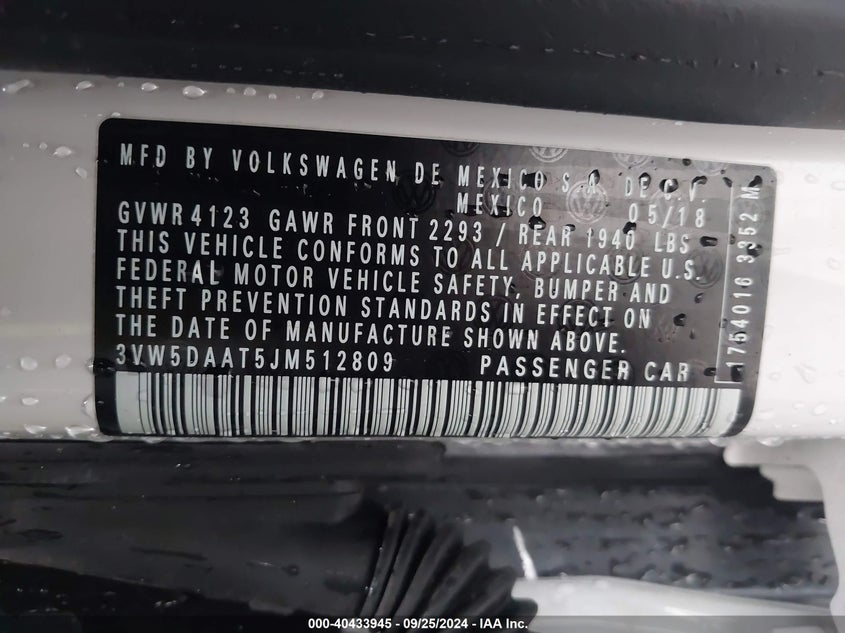 MFD BY VOLKSWAGEN DE MEXICO S.A. DE C.V.
MEXICO 05/18
GVWR 4123 GAWR FRONT 2293 / REAR 1940 LBS
THIS VEHICLE CONFORMS TO ALL APPLICABLE U.S.
FEDERAL MOTOR VEHICLE SAFETY, BUMPER AND
THEFT PREVENTION STANDARDS IN EFFECT ON
THE DATE OF MANUFACTURE SHOWN ABOVE.
3VW5DAAT5JM512809 PASSENGER CAR
1754016 3352 M
000-40433945 - 09/25/2024 - IAA Inc.